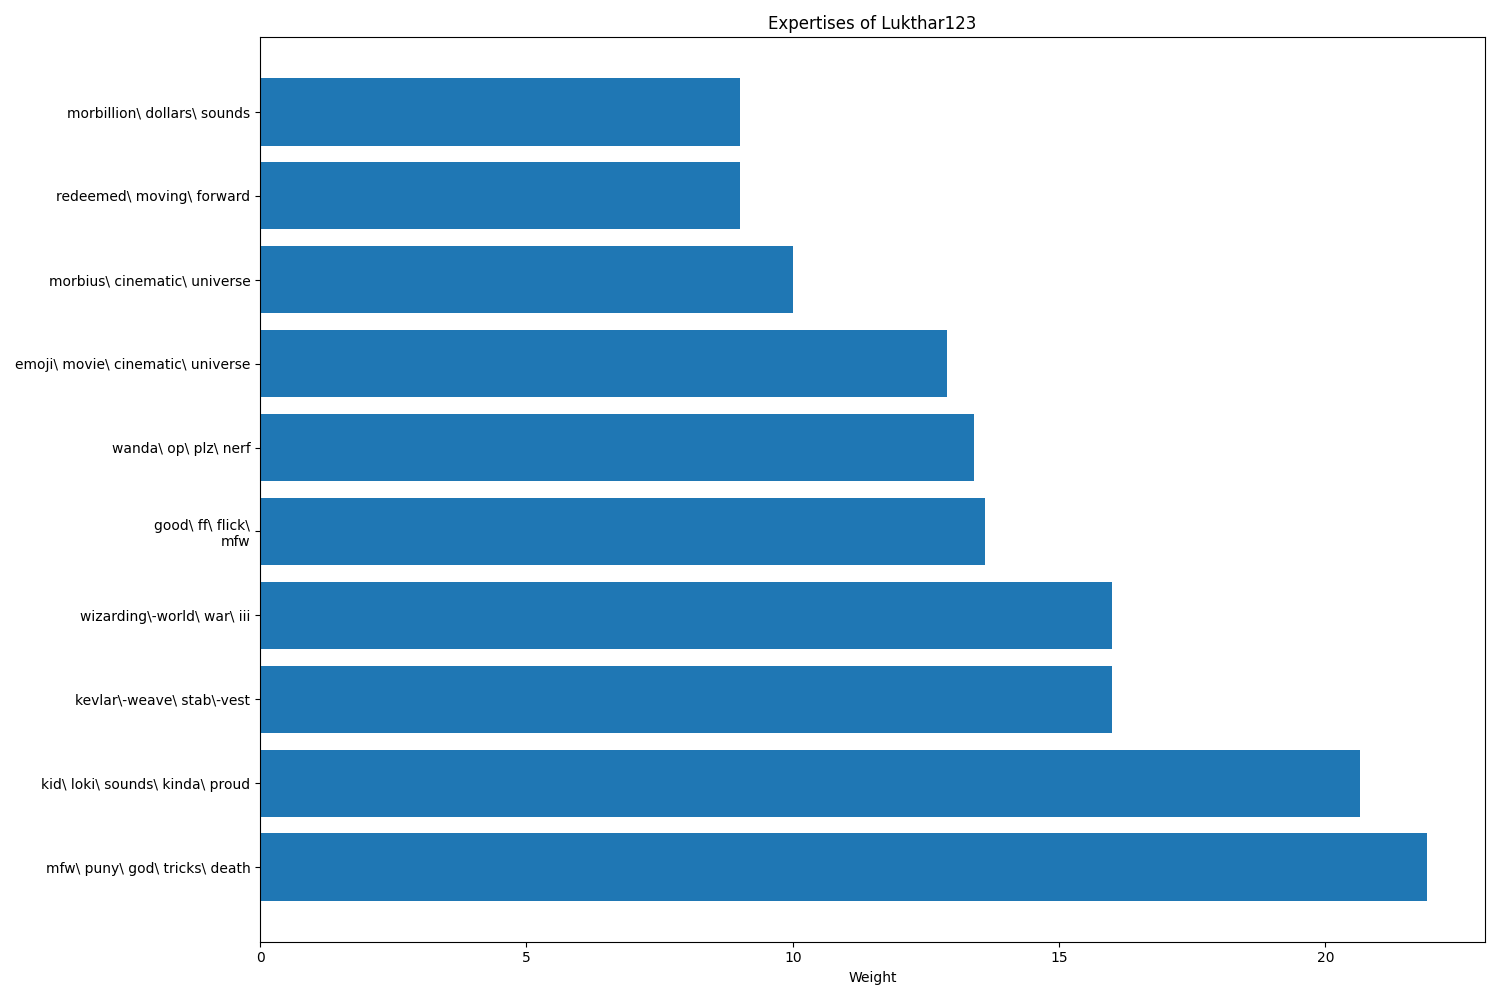 Expertises of Lukthar123
morbillion\ dollars\ sounds
redeemed\ moving\ forward
morbius\ cinematic\ universe
emoji\ movie\ cinematic\ universe
wanda\ op\ plz\ nerf
good\ ff\ flick\
mfw
wizarding\-world\ war\ iii
kevlar\-weave\ stab\-vest
kid\ loki\ sounds\ kinda\ proud
mfw\ puny\ god\ tricks\ death
0 5 10 15 20
Weight